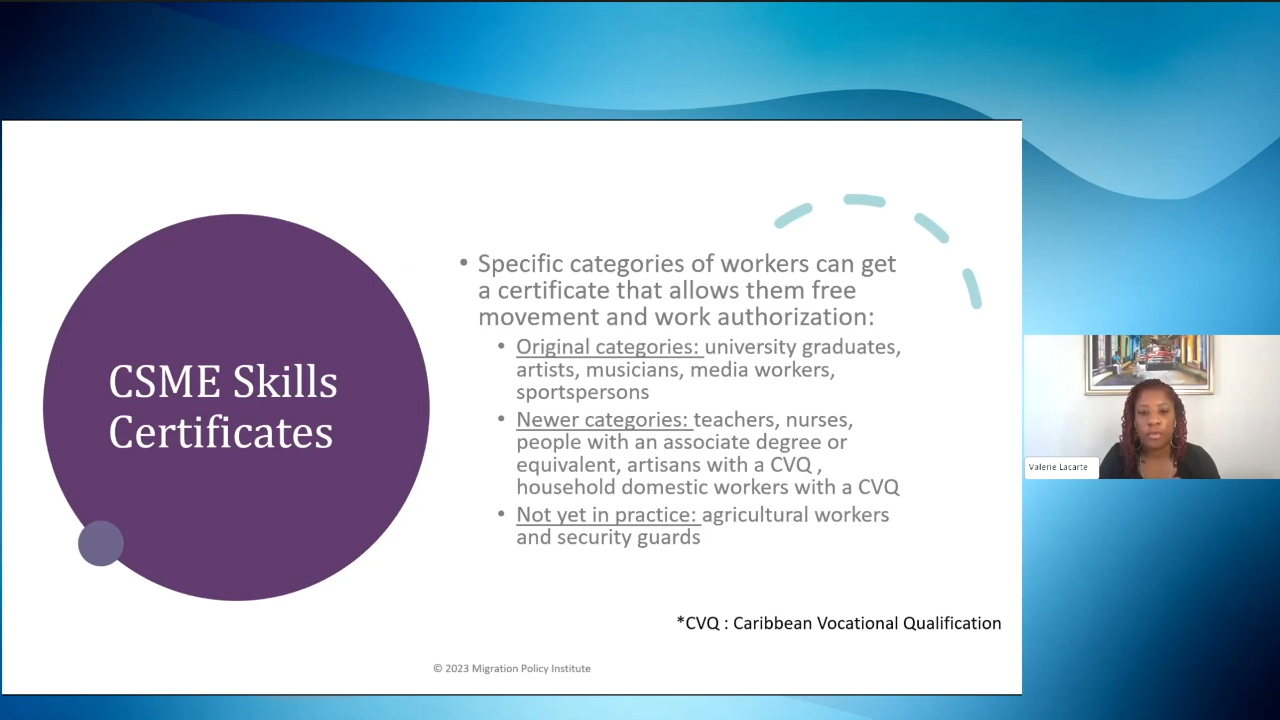 CSME Skills
Certificates
• Specific categories of workers can get
a certificate that allows them free
movement and work authorization:
• Original categories: university graduates,
artists, musicians, media workers,
sportspersons
• Newer categories: teachers, nurses,
people with an associate degree or
equivalent, artisans with a CVQ ,
household domestic workers with a CVQ
• Not yet in practice: agricultural workers
and security guards
*CVQ : Caribbean Vocational Qualification
© 2023 Migration Policy Institute
Valerie Lacarte